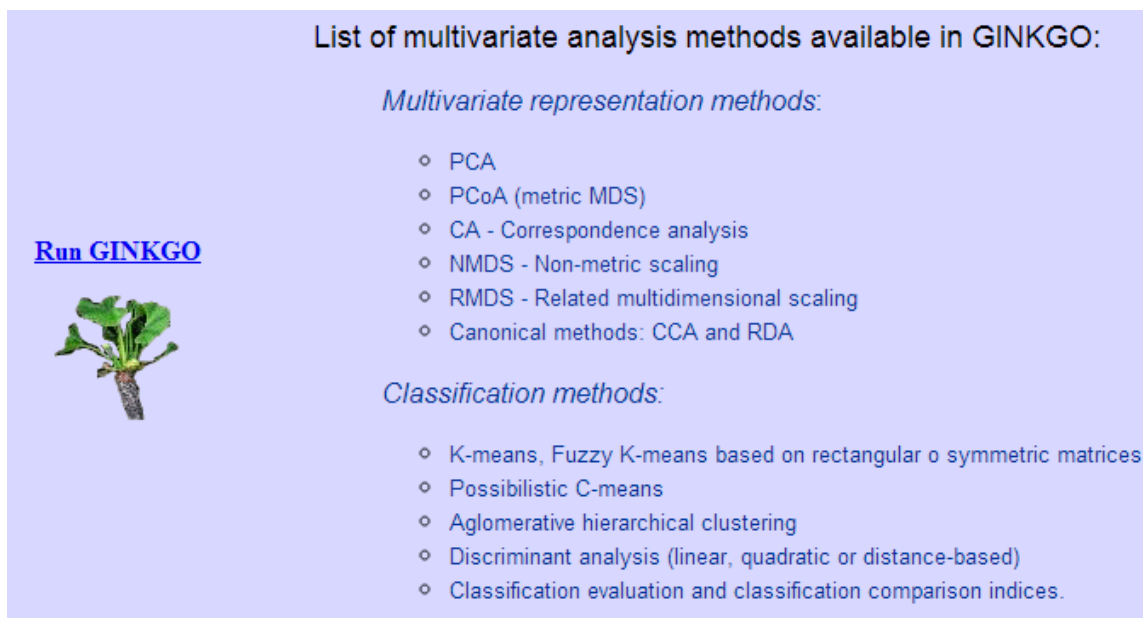 List of multivariate analysis methods available in GINKGO:
Multivariate representation methods:
PCA
PCoA (metric MDS)
CA - Correspondence analysis
Run GINKGO
NMDS - Non-metric scaling
RMDS - Related multidimensional scaling
Canonical methods: CCA and RDA
Classification methods:
K-means, Fuzzy K-means based on rectangular o symmetric matrices
Possibilistic C-means
Aglomerative hierarchical clustering
Discriminant analysis (linear, quadratic or distance-based)
Classification evaluation and classification comparison indices.